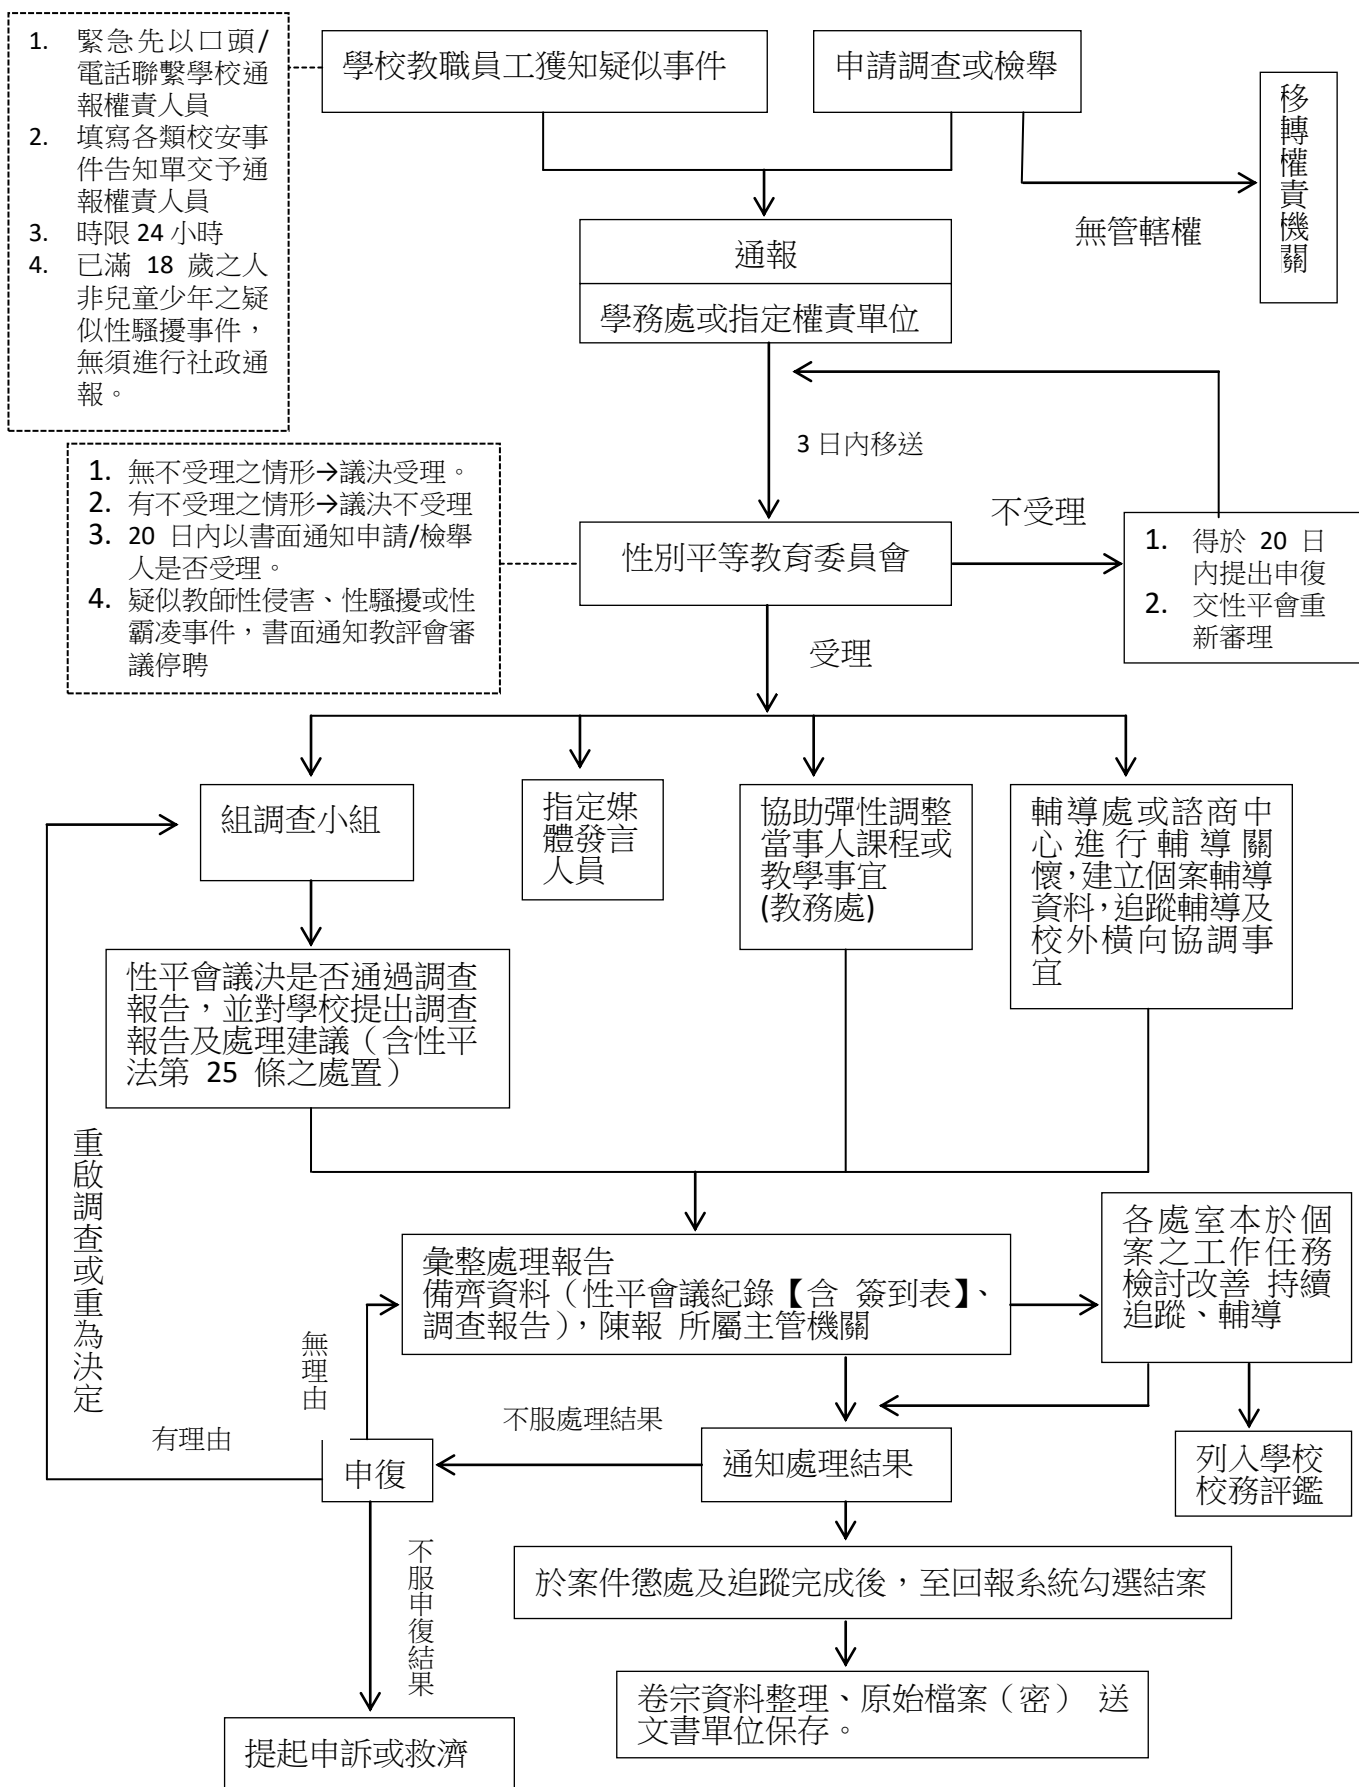 1. 緊急先以口頭/
電話聯繫學校通
報權責人員
2. 填寫各類校安事
件告知單交予通
報權責人員
3. 時限 24 小時
4. 已滿 18 歲之人
非兒童少年之疑
似性騷擾事件，
無須進行社政通
報。
學校教職員工獲知疑似事件
申請調查或檢舉
移轉權責機關
無管轄權
通報
學務處或指定權責單位
3 日內移送
1. 無不受理之情形→議決受理。
2. 有不受理之情形→議決不受理
3. 20 日內以書面通知申請/檢舉
人是否受理。
4. 疑似教師性侵害、性騷擾或性
霸凌事件，書面通知教評會審
議停聘
性別平等教育委員會
不受理
1. 得於 20 日
內提出申復
2. 交性平會重
新審理
受理
組調查小組
指定媒
體發言
人員
協助彈性調整
當事人課程或
教學事宜
(教務處)
輔導處或諮商中
心進行輔導關
懷，建立個案輔導
資料，追蹤輔導及
校外橫向協調事
宜
性平會議決是否通過調查
報告，並對學校提出調查
報告及處理建議（含性平
法第 25 條之處置）
重啟調查或重為決定
彙整處理報告
備齊資料（性平會議紀錄【含 簽到表】、
調查報告），陳報 所屬主管機關
各處室本於個
案之工作任務
檢討改善 持續
追蹤、輔導
無理由
有理由
不服處理結果
申復
通知處理結果
列入學校
校務評鑑
不服申復結果
於案件懲處及追蹤完成後，至回報系統勾選結案
卷宗資料整理、原始檔案（密） 送
文書單位保存。
提起申訴或救濟